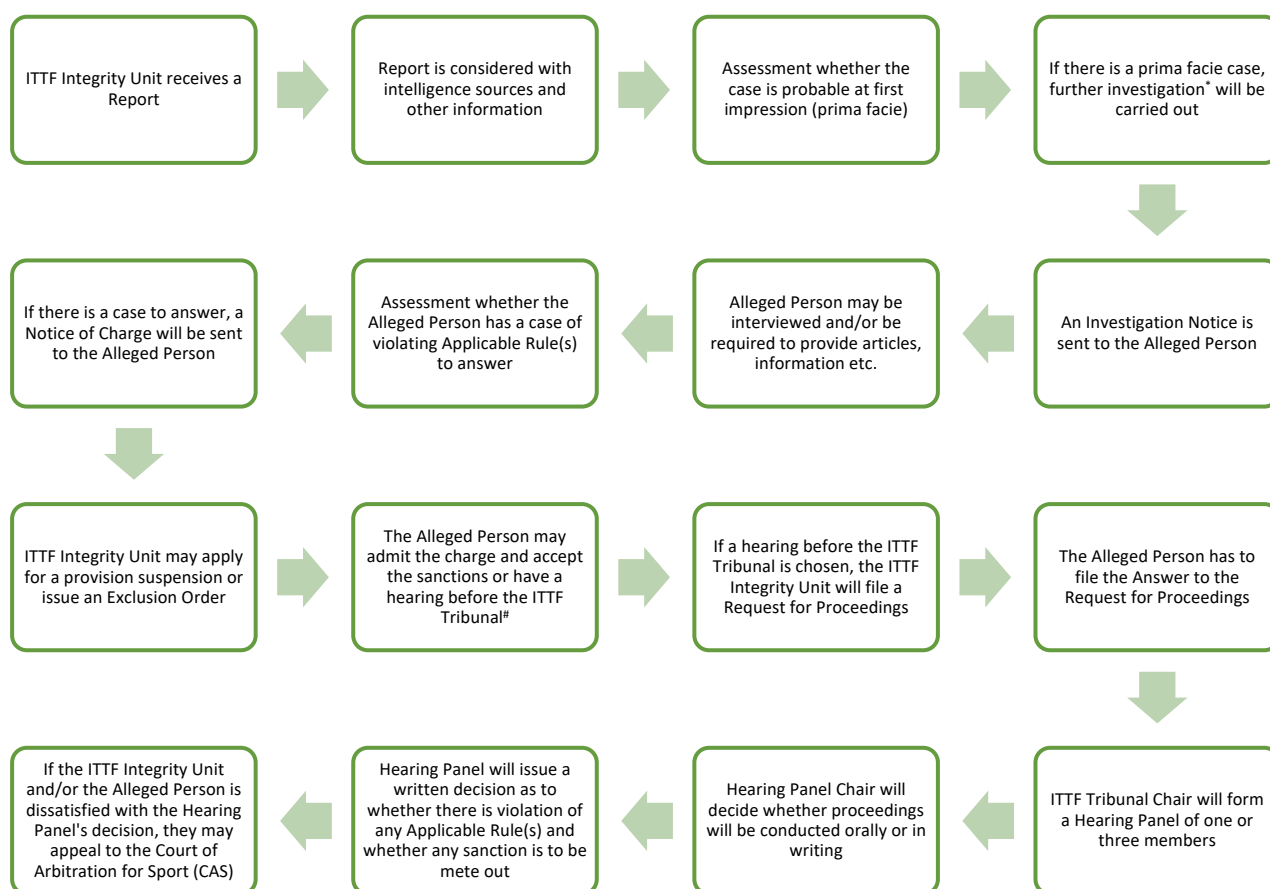 ITTF Integrity Unit receives a
Report
Report is considered with
intelligence sources and
other information
Assessment whether the
case is probable at first
impression (prima facie)
If there is a prima facie case,
further investigation* will be
carried out
An Investigation Notice is
sent to the Alleged Person
Alleged Person may be
interviewed and/or be
required to provide articles,
information etc.
Assessment whether the
Alleged Person has a case of
violating Applicable Rule(s)
to answer
If there is a case to answer, a
Notice of Charge will be sent
to the Alleged Person
ITTF Integrity Unit may apply
for a provision suspension or
issue an Exclusion Order
The Alleged Person may
admit the charge and accept
the sanctions or have a
hearing before the ITTF
Tribunal#
If a hearing before the ITTF
Tribunal is chosen, the ITTF
Integrity Unit will file a
Request for Proceedings
The Alleged Person has to
file the Answer to the
Request for Proceedings
ITTF Tribunal Chair will form
a Hearing Panel of one or
three members
Hearing Panel Chair will
decide whether proceedings
will be conducted orally or in
writing
Hearing Panel will issue a
written decision as to
whether there is violation of
any Applicable Rule(s) and
whether any sanction is to be
mete out
If the ITTF Integrity Unit
and/or the Alleged Person is
dissatisfied with the Hearing
Panel's decision, they may
appeal to the Court of
Arbitration for Sport (CAS)